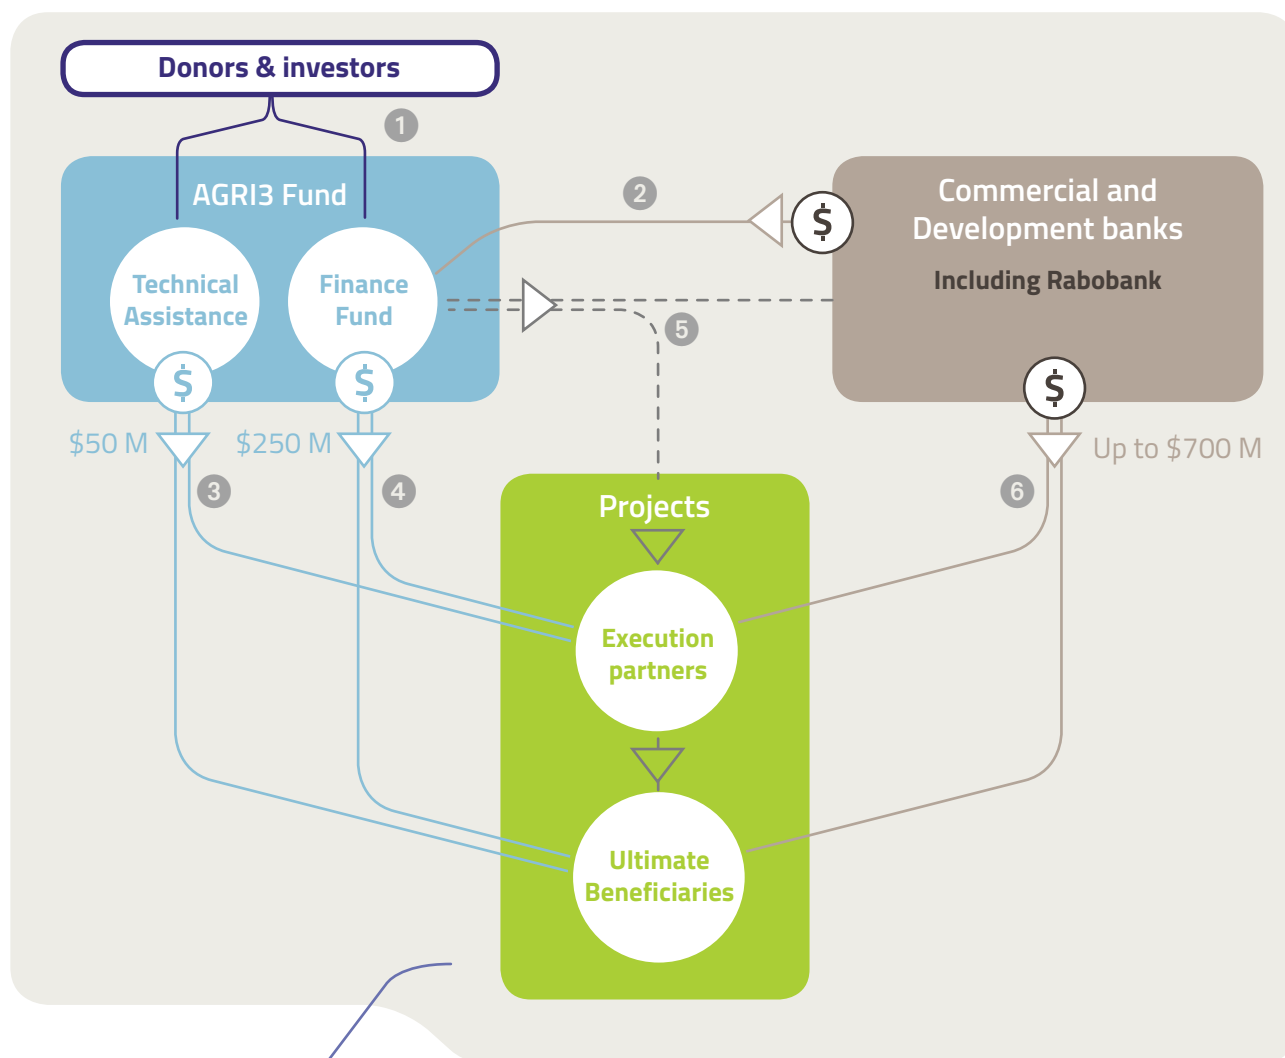 Donors & investors
1
AGRI3 Fund
Technical
Assistance
Finance
Fund
$
$
$50 M
$250 M
2
$
Commercial and
Development banks
Including Rabobank
5
$
Up to $700 M
3
4
6
Projects
Execution
partners
Ultimate
Beneficiaries